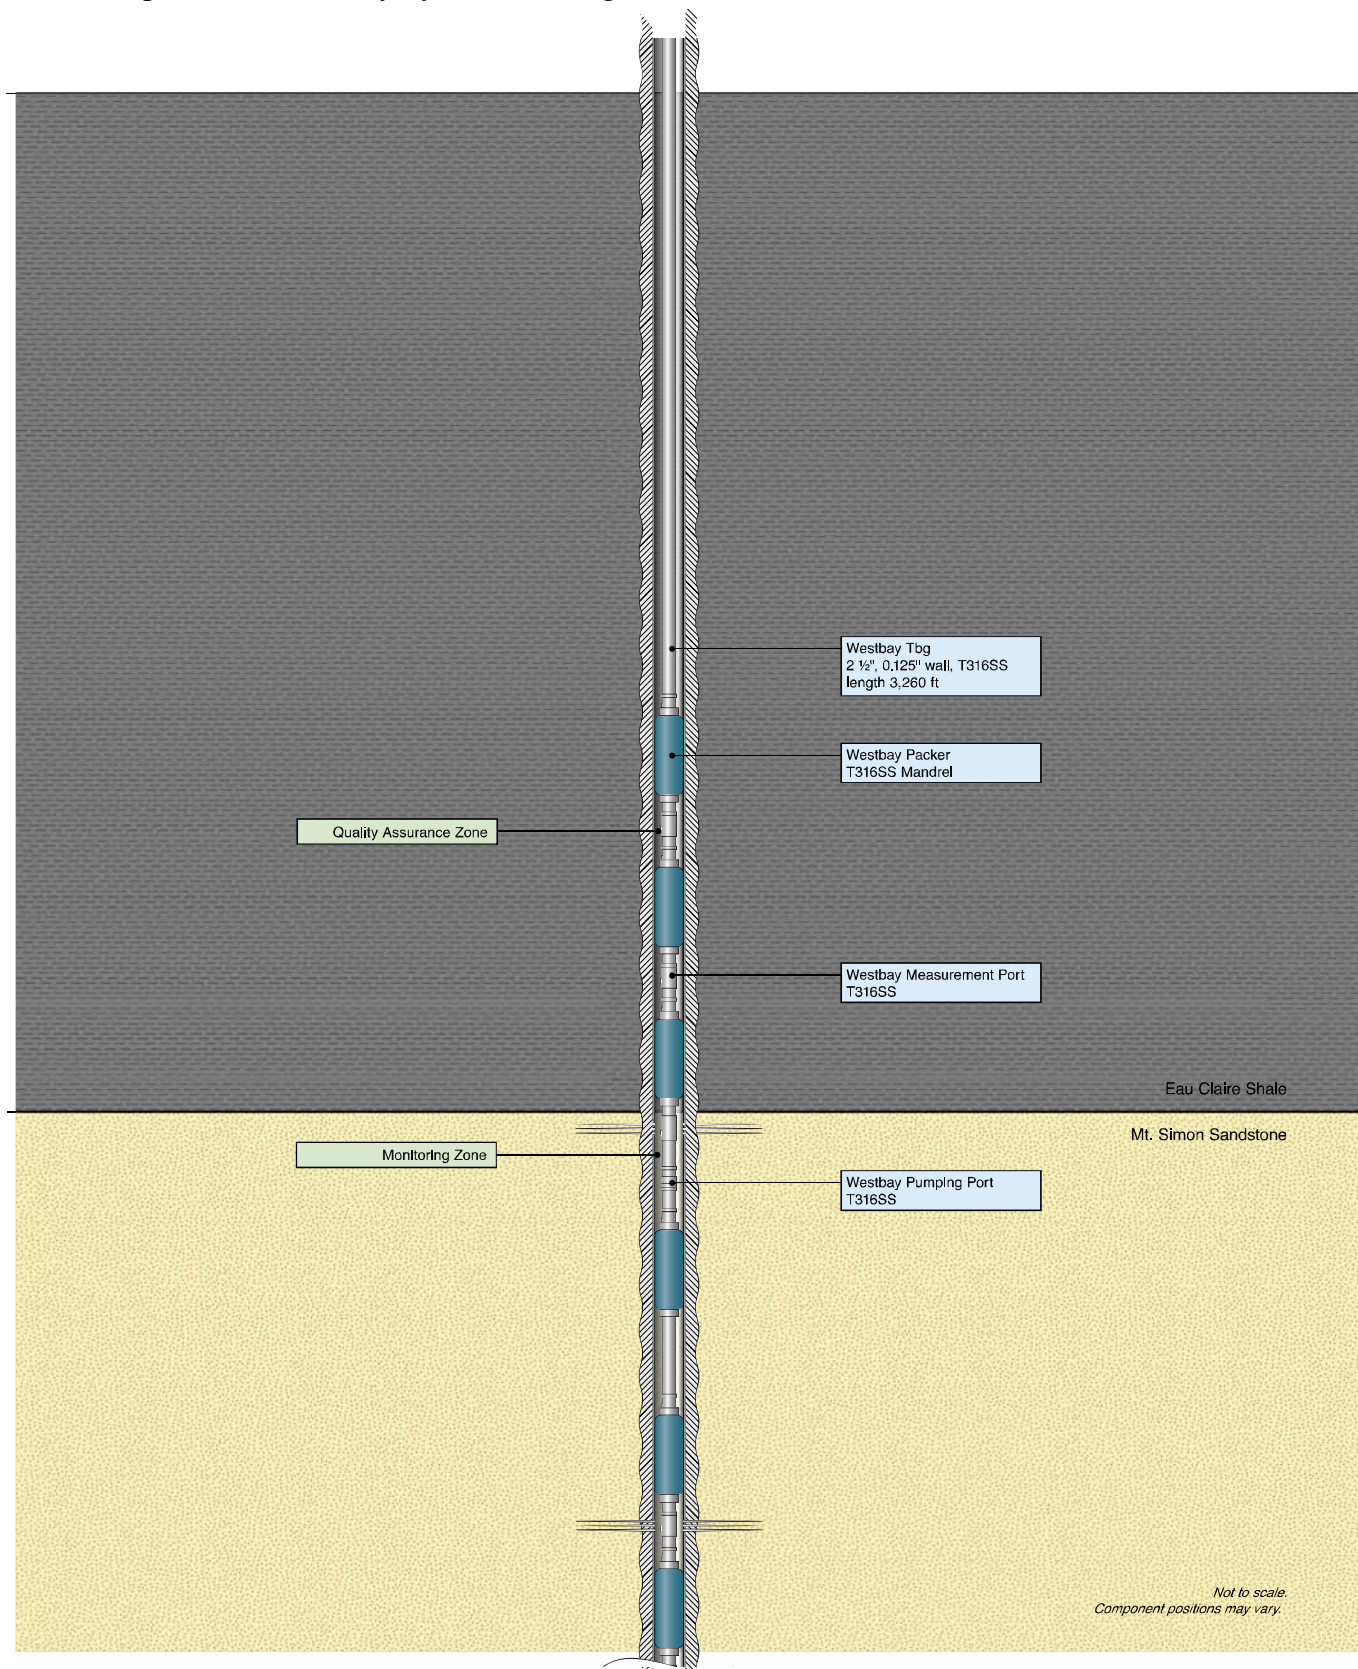 Westbay Tbg
2 ½", 0.125" wall, T316SS
length 3,260 ft
Westbay Packer
T316SS Mandrel
Quality Assurance Zone
Westbay Measurement Port
T316SS
Eau Claire Shale
Mt. Simon Sandstone
Monitoring Zone
Westbay Pumping Port
T316SS
Not to scale.
Component positions may vary.